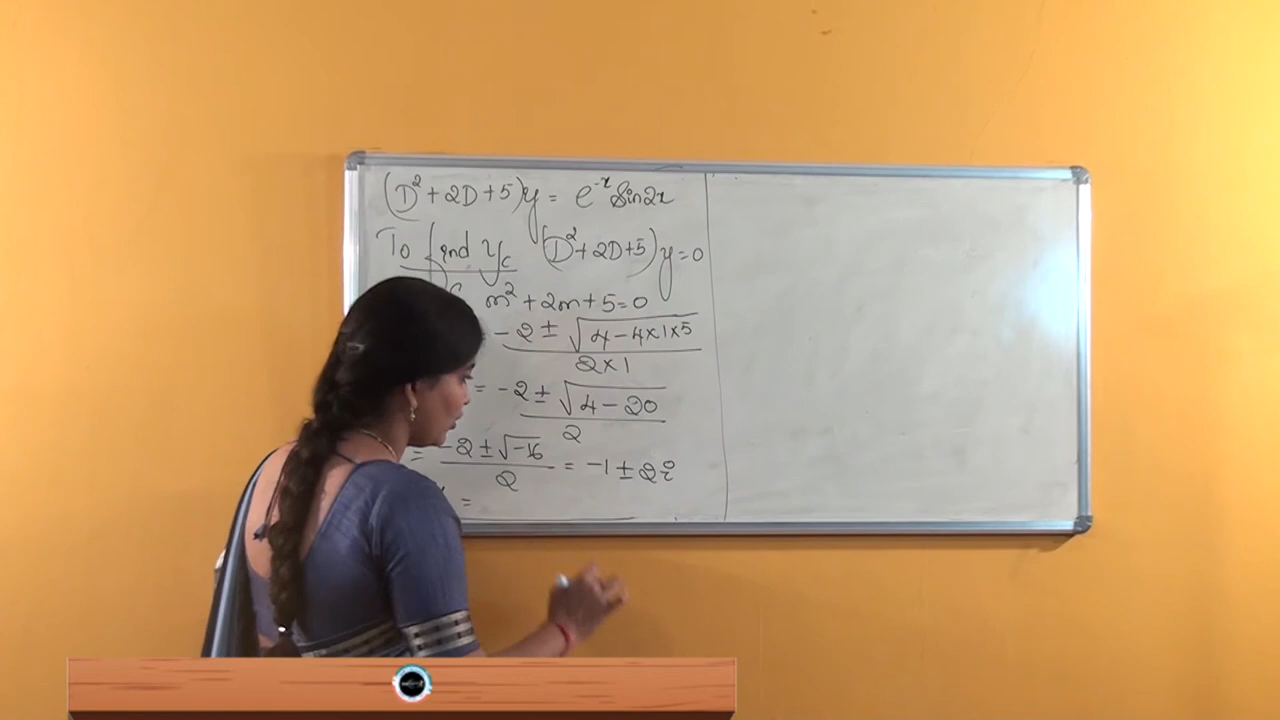 (D² + 2D + 5)y = e⁻ˣ Sin2x
To find y_c (D² + 2D + 5)y = 0
m² + 2m + 5 = 0
= -2 ± √(4 - 4×1×5)
2×1
= -2 ± √(4 - 20)
2
= -2 ± √-16
2
= -1 ± 2i
=